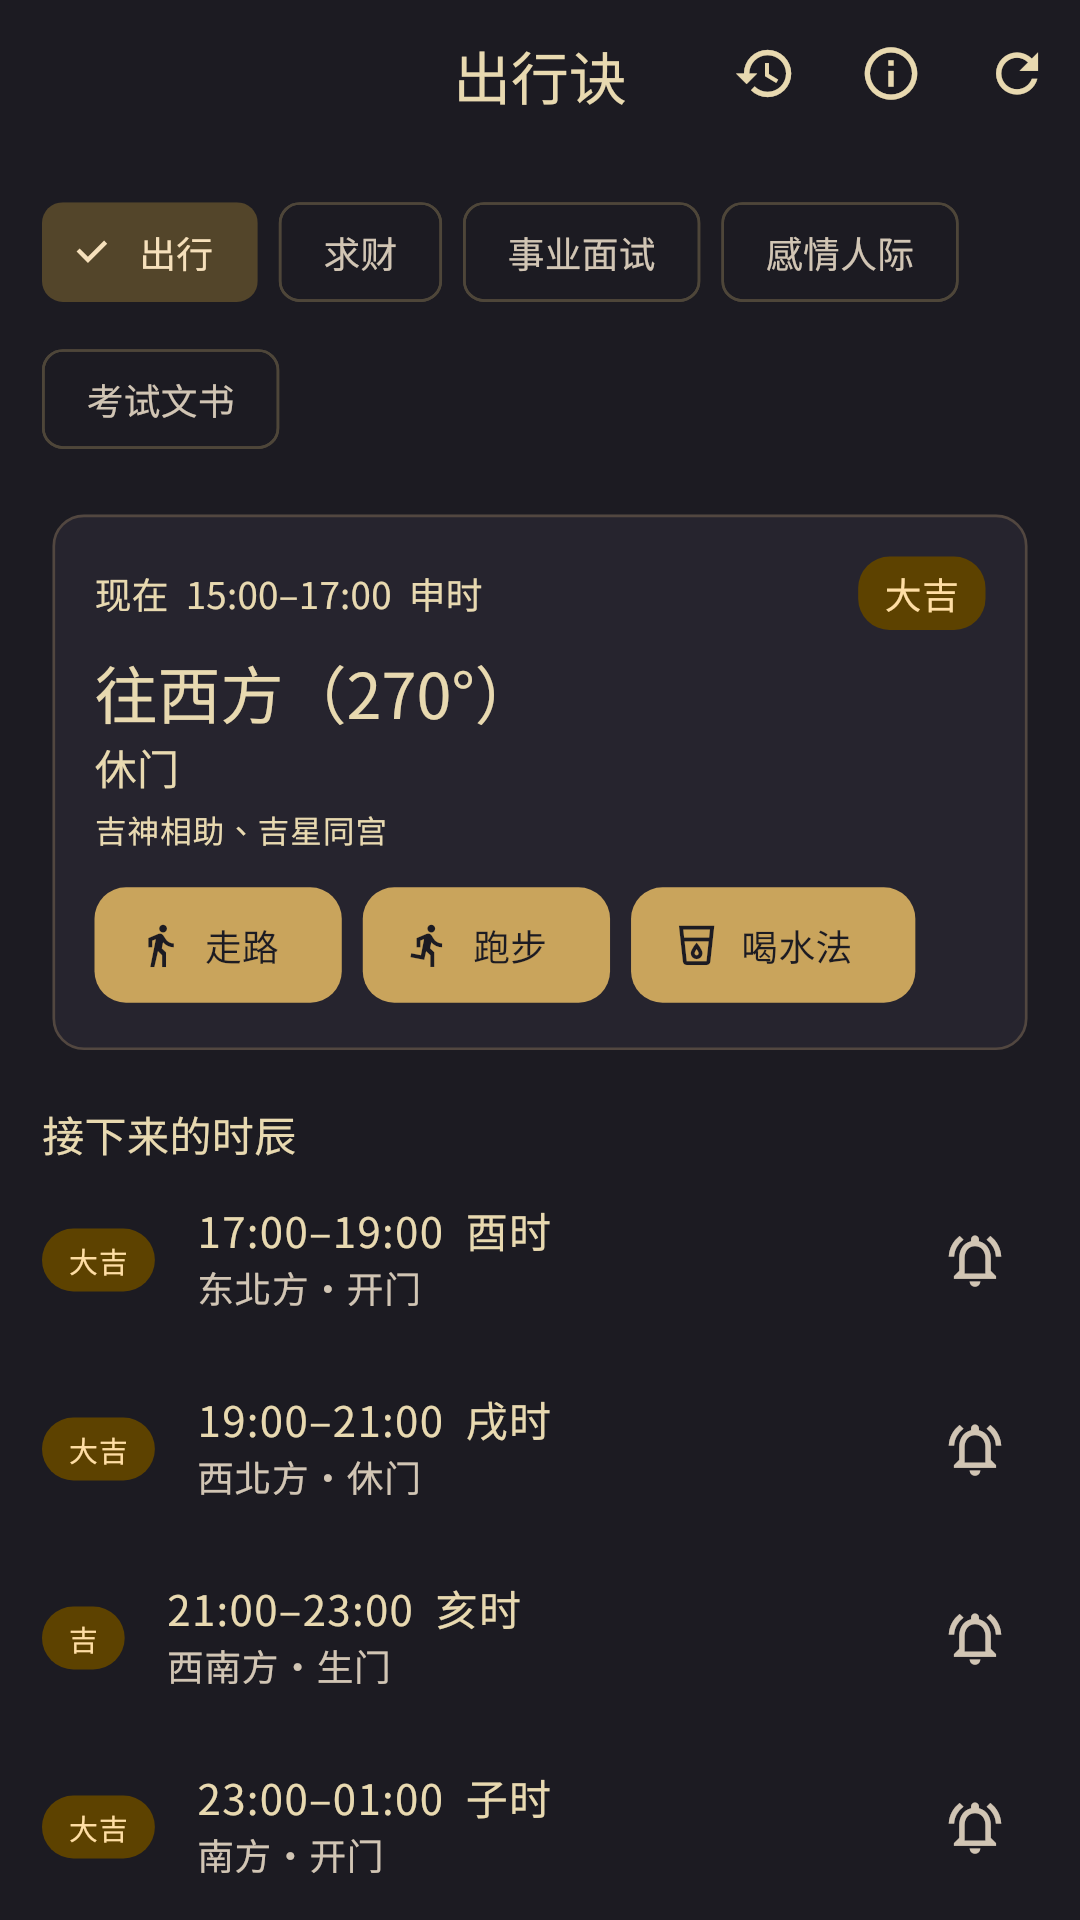 出行诀
出行
求财
事业面试
感情人际
考试文书
现在 15:00–17:00 申时
大吉
往西方（270°）
休门
吉神相助、吉星同宫
走路
跑步
喝水法
接下来的时辰
大吉
17:00–19:00 酉时
东北方・开门
大吉
19:00–21:00 戌时
西北方・休门
吉
21:00–23:00 亥时
西南方・生门
大吉
23:00–01:00 子时
南方・开门